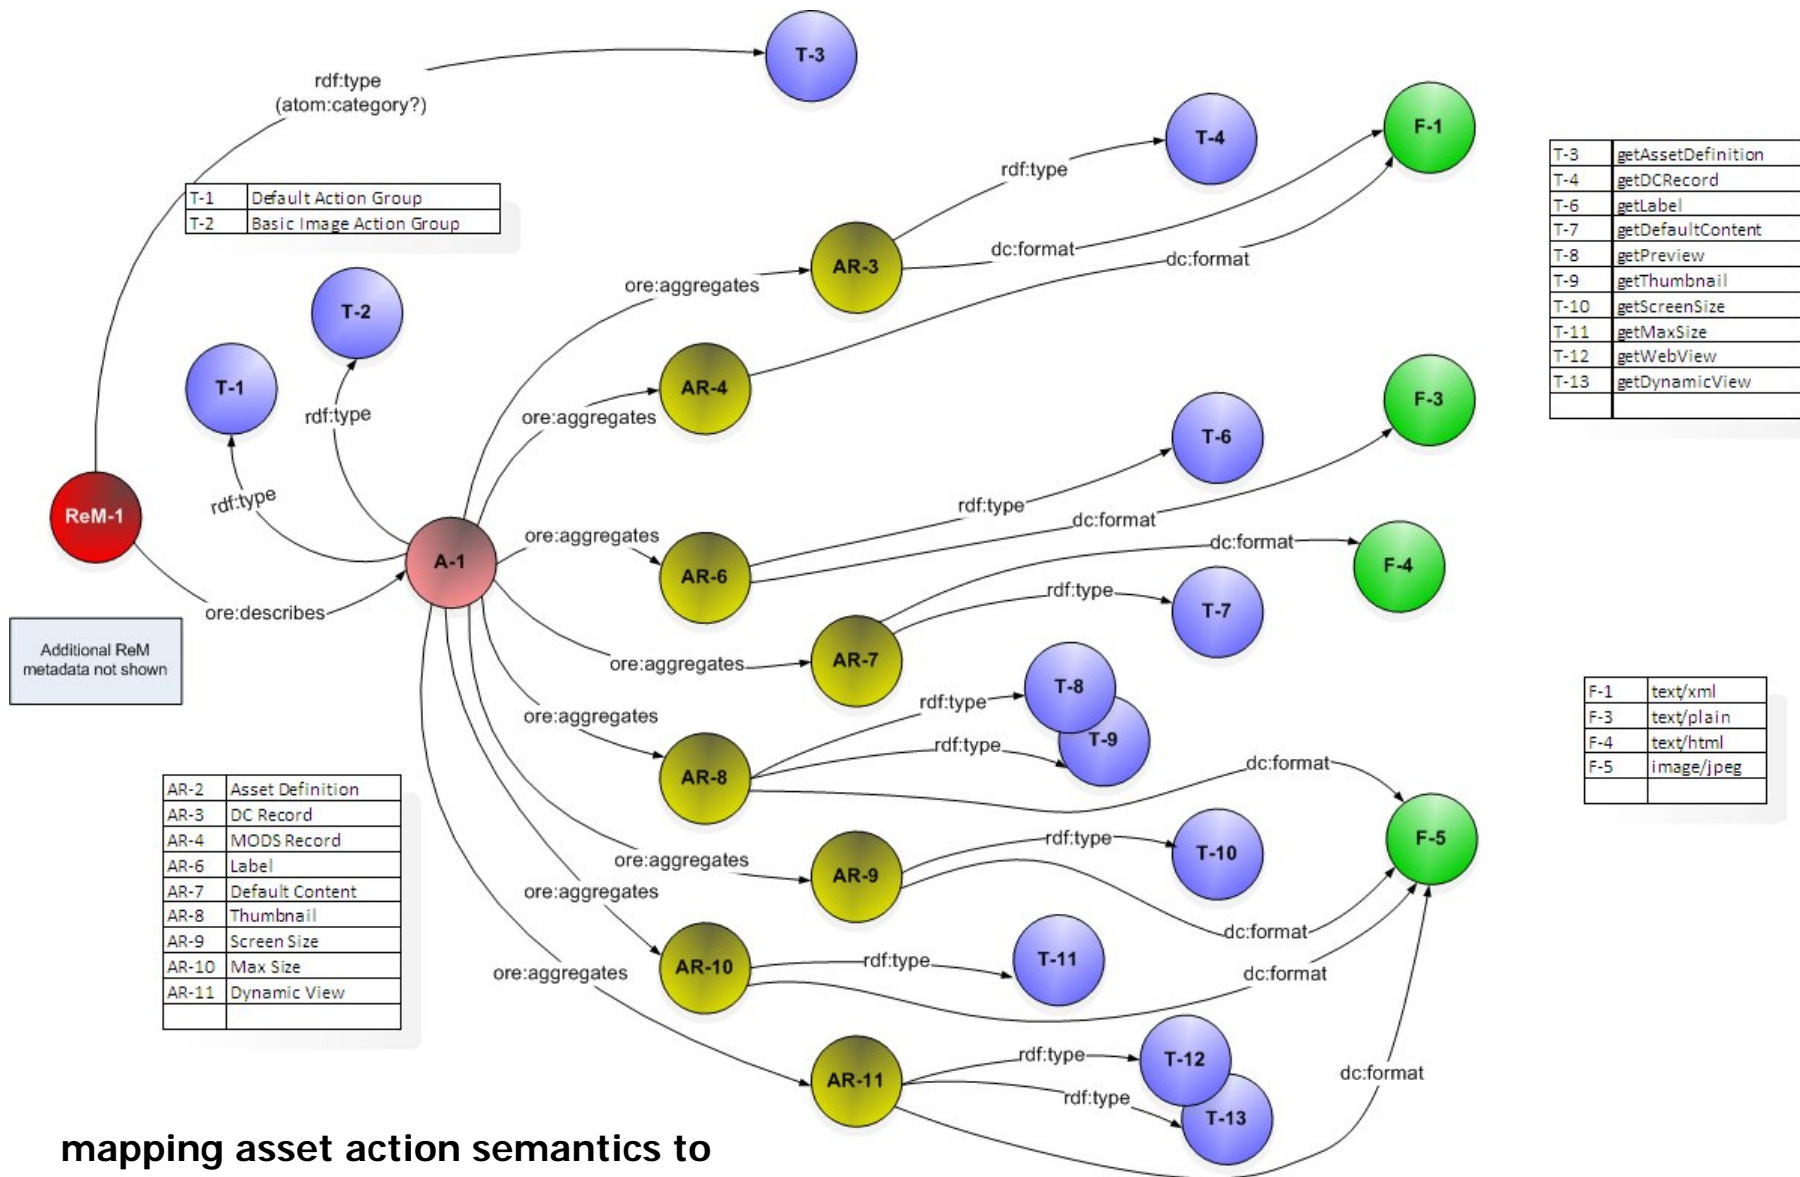 T-3
rdf:type
(atom:category?)
F-1
T-4
rdf:type
T-3 getAssetDefinition
T-4 getDCRecord
T-6 getLabel
T-7 getDefaultContent
T-8 getPreview
T-9 getThumbnail
T-10 getScreenSize
T-11 getMaxSize
T-12 getWebView
T-13 getDynamicView
T-1 Default Action Group
T-2 Basic Image Action Group
dc:format
dc:format
AR-3
ore:aggregates
T-2
T-1
rdf:type
AR-4
ore:aggregates
F-3
T-6
rdf:type
rdf:type
dc:format
ReM-1
ore:aggregates
dc:format
A-1
AR-6
F-4
rdf:type
T-7
ore:describes
Additional ReM
metadata not shown
ore:aggregates
AR-7
T-8
rdf:type
ore:aggregates
T-9
rdf:type
F-1 text/xml
F-3 text/plain
F-4 text/html
F-5 image/jpeg
AR-8
dc:format
AR-2 Asset Definition
AR-3 DC Record
AR-4 MODS Record
AR-6 Label
AR-7 Default Content
AR-8 Thumbnail
AR-9 Screen Size
AR-10 Max Size
AR-11 Dynamic View
rdf:type
T-10
F-5
ore:aggregates
AR-9
ore:aggregates
dc:format
ore:aggregates
AR-10
rdf:type
T-11
dc:format
rdf:type
T-12
AR-11
dc:format
rdf:type
T-13
mapping asset action semantics to